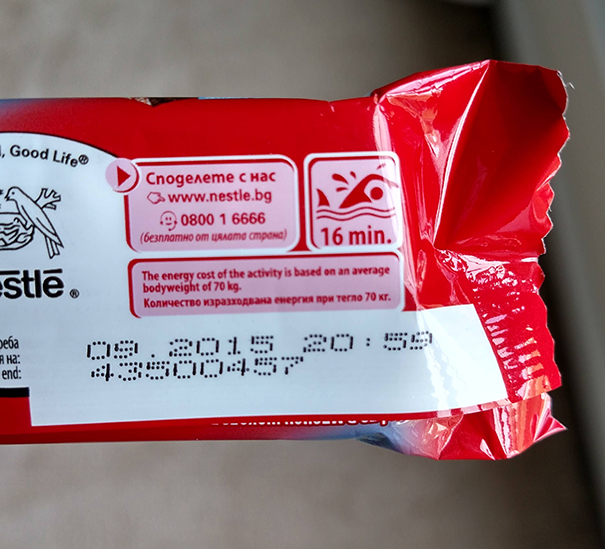 , Good Life®
Споделете с нас
www.nestle.bg
0800 1 6666
(безплатно от цялата страна)
16 min.
The energy cost of the activity is based on an average
bodyweight of 70 kg.
Количество изразходвана енергия при тегло 70 кг.
estlé®
реба
на:
end:
09.2015 20:59
43500457